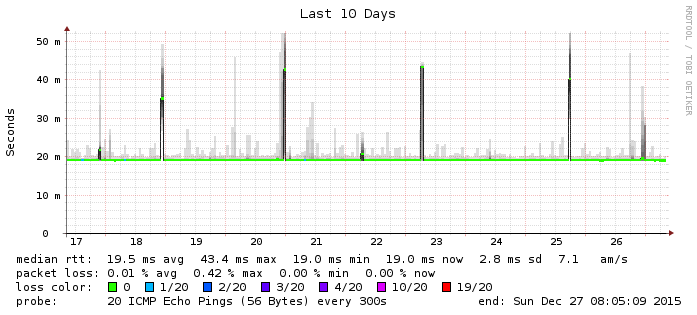 Last 10 Days
RRDTOOL / TOBI OETIKER
Seconds
50 m
40 m
30 m
20 m
10 m
0
17 18 19 20 21 22 23 24 25 26
median rtt: 19.5 ms avg 43.4 ms max 19.0 ms min 19.0 ms now 2.8 ms sd 7.1 am/s
packet loss: 0.01 % avg 0.42 % max 0.00 % min 0.00 % now
loss color: 0 1/20 2/20 3/20 4/20 10/20 19/20
probe: 20 ICMP Echo Pings (56 Bytes) every 300s end: Sun Dec 27 08:05:09 2015